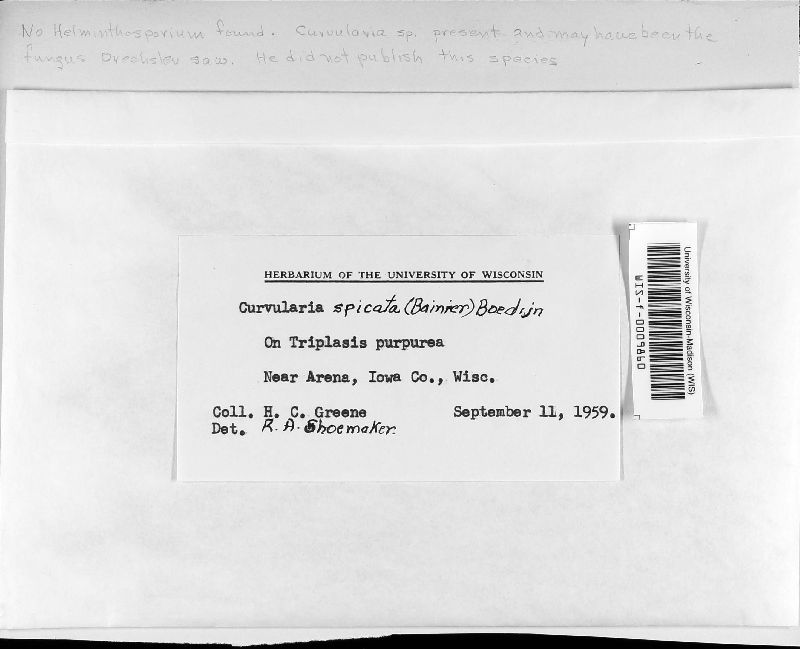 No Helminthosporium found. Curvularia sp. present and may have been the
fungus Drechsler saw. He did not publish this species
HERBARIUM OF THE UNIVERSITY OF WISCONSIN
Curvularia spicata (Bainier) Boedijn
On Triplasis purpurea
Near Arena, Iowa Co., Wisc.
Coll. H. C. Greene September 11, 1959.
Det. R. A. Shoemaker
University of Wisconsin-Madison (WIS)
WIS-f-0009860